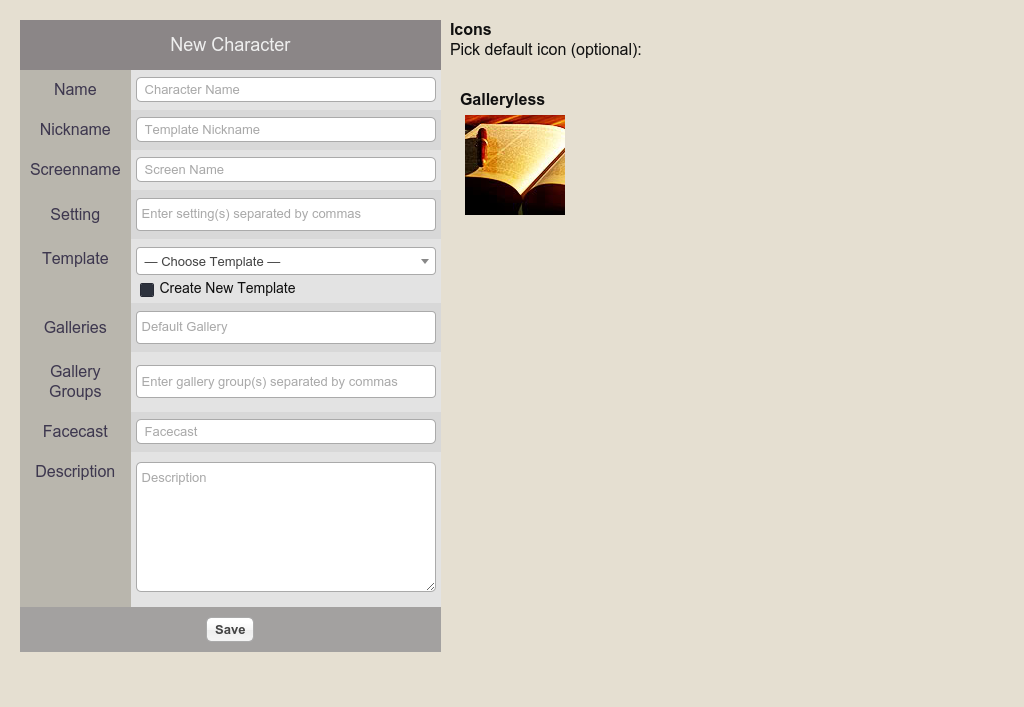 New Character
Name
Character Name
Nickname
Template Nickname
Screenname
Screen Name
Setting
Enter setting(s) separated by commas
Template
— Choose Template —
Create New Template
Galleries
Default Gallery
Gallery
Groups
Enter gallery group(s) separated by commas
Facecast
Facecast
Description
Description
Save
Icons
Pick default icon (optional):
Galleryless